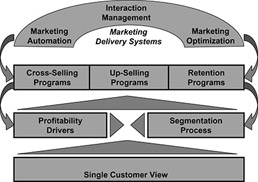 Interaction
Management
Marketing
Automation
Marketing
Delivery Systems
Marketing
Optimization
Cross-Selling
Programs
Up-Selling
Programs
Retention
Programs
Profitability
Drivers
Segmentation
Process
Single Customer View